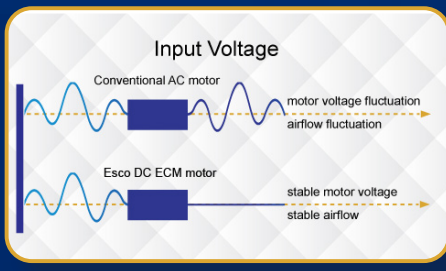 Input Voltage
Conventional AC motor
motor voltage fluctuation
airflow fluctuation
Esco DC ECM motor
stable motor voltage
stable airflow